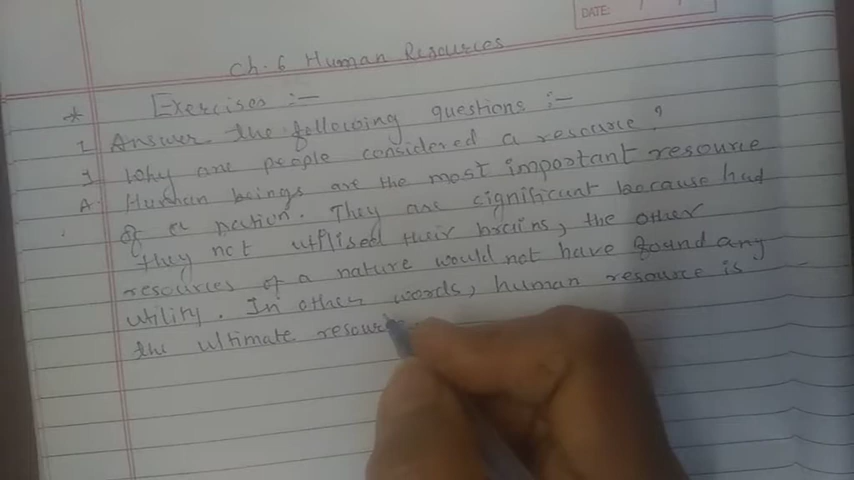 DATE:
Ch. 6 Human Resources
* Exercises :-
I Answer the following questions :-
1 Why are people considered a resource?
A. Human beings are the most important resource
of a nation. They are significant because had
they not utilised their brains, the other
resources of a nature would not have found any
utility. In other words, human resource is
the ultimate resource